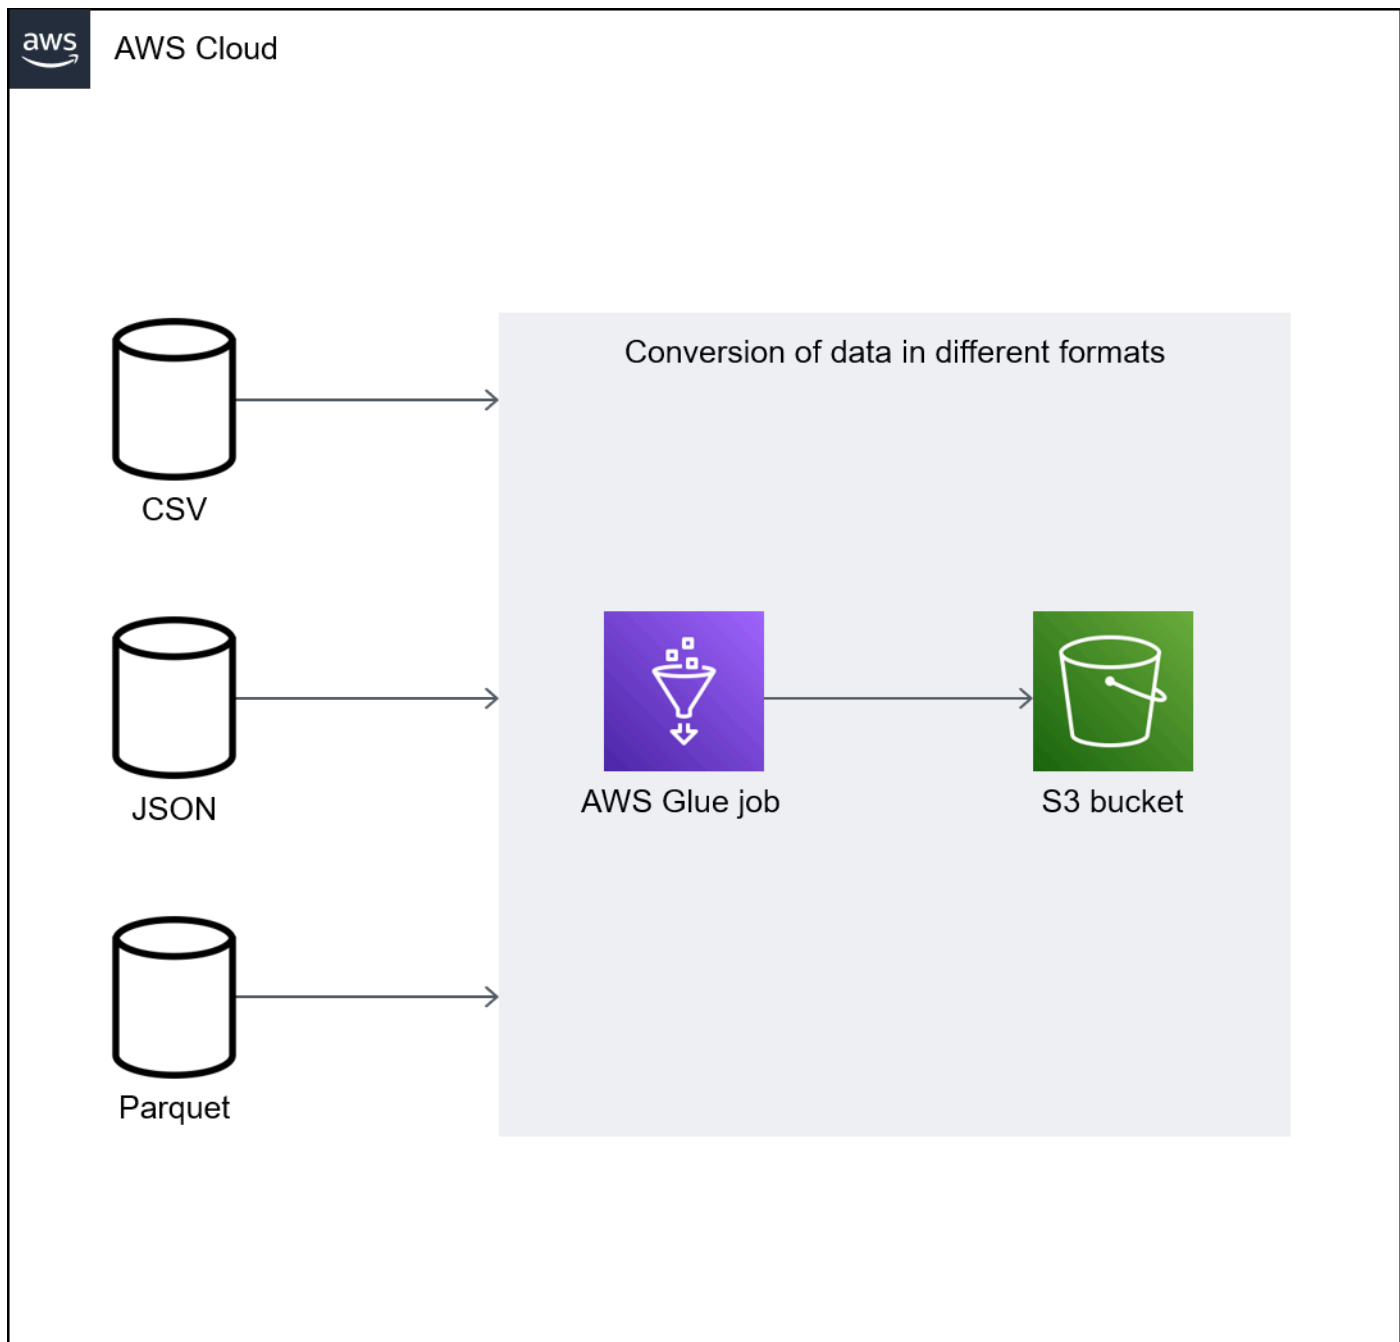 aws
AWS Cloud
Conversion of data in different formats
CSV
JSON
AWS Glue job
S3 bucket
Parquet